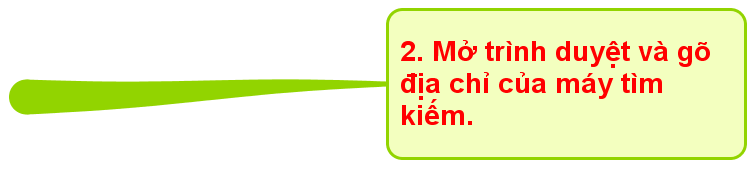 2. Mở trình duyệt và gõ
địa chỉ của máy tìm
kiếm.